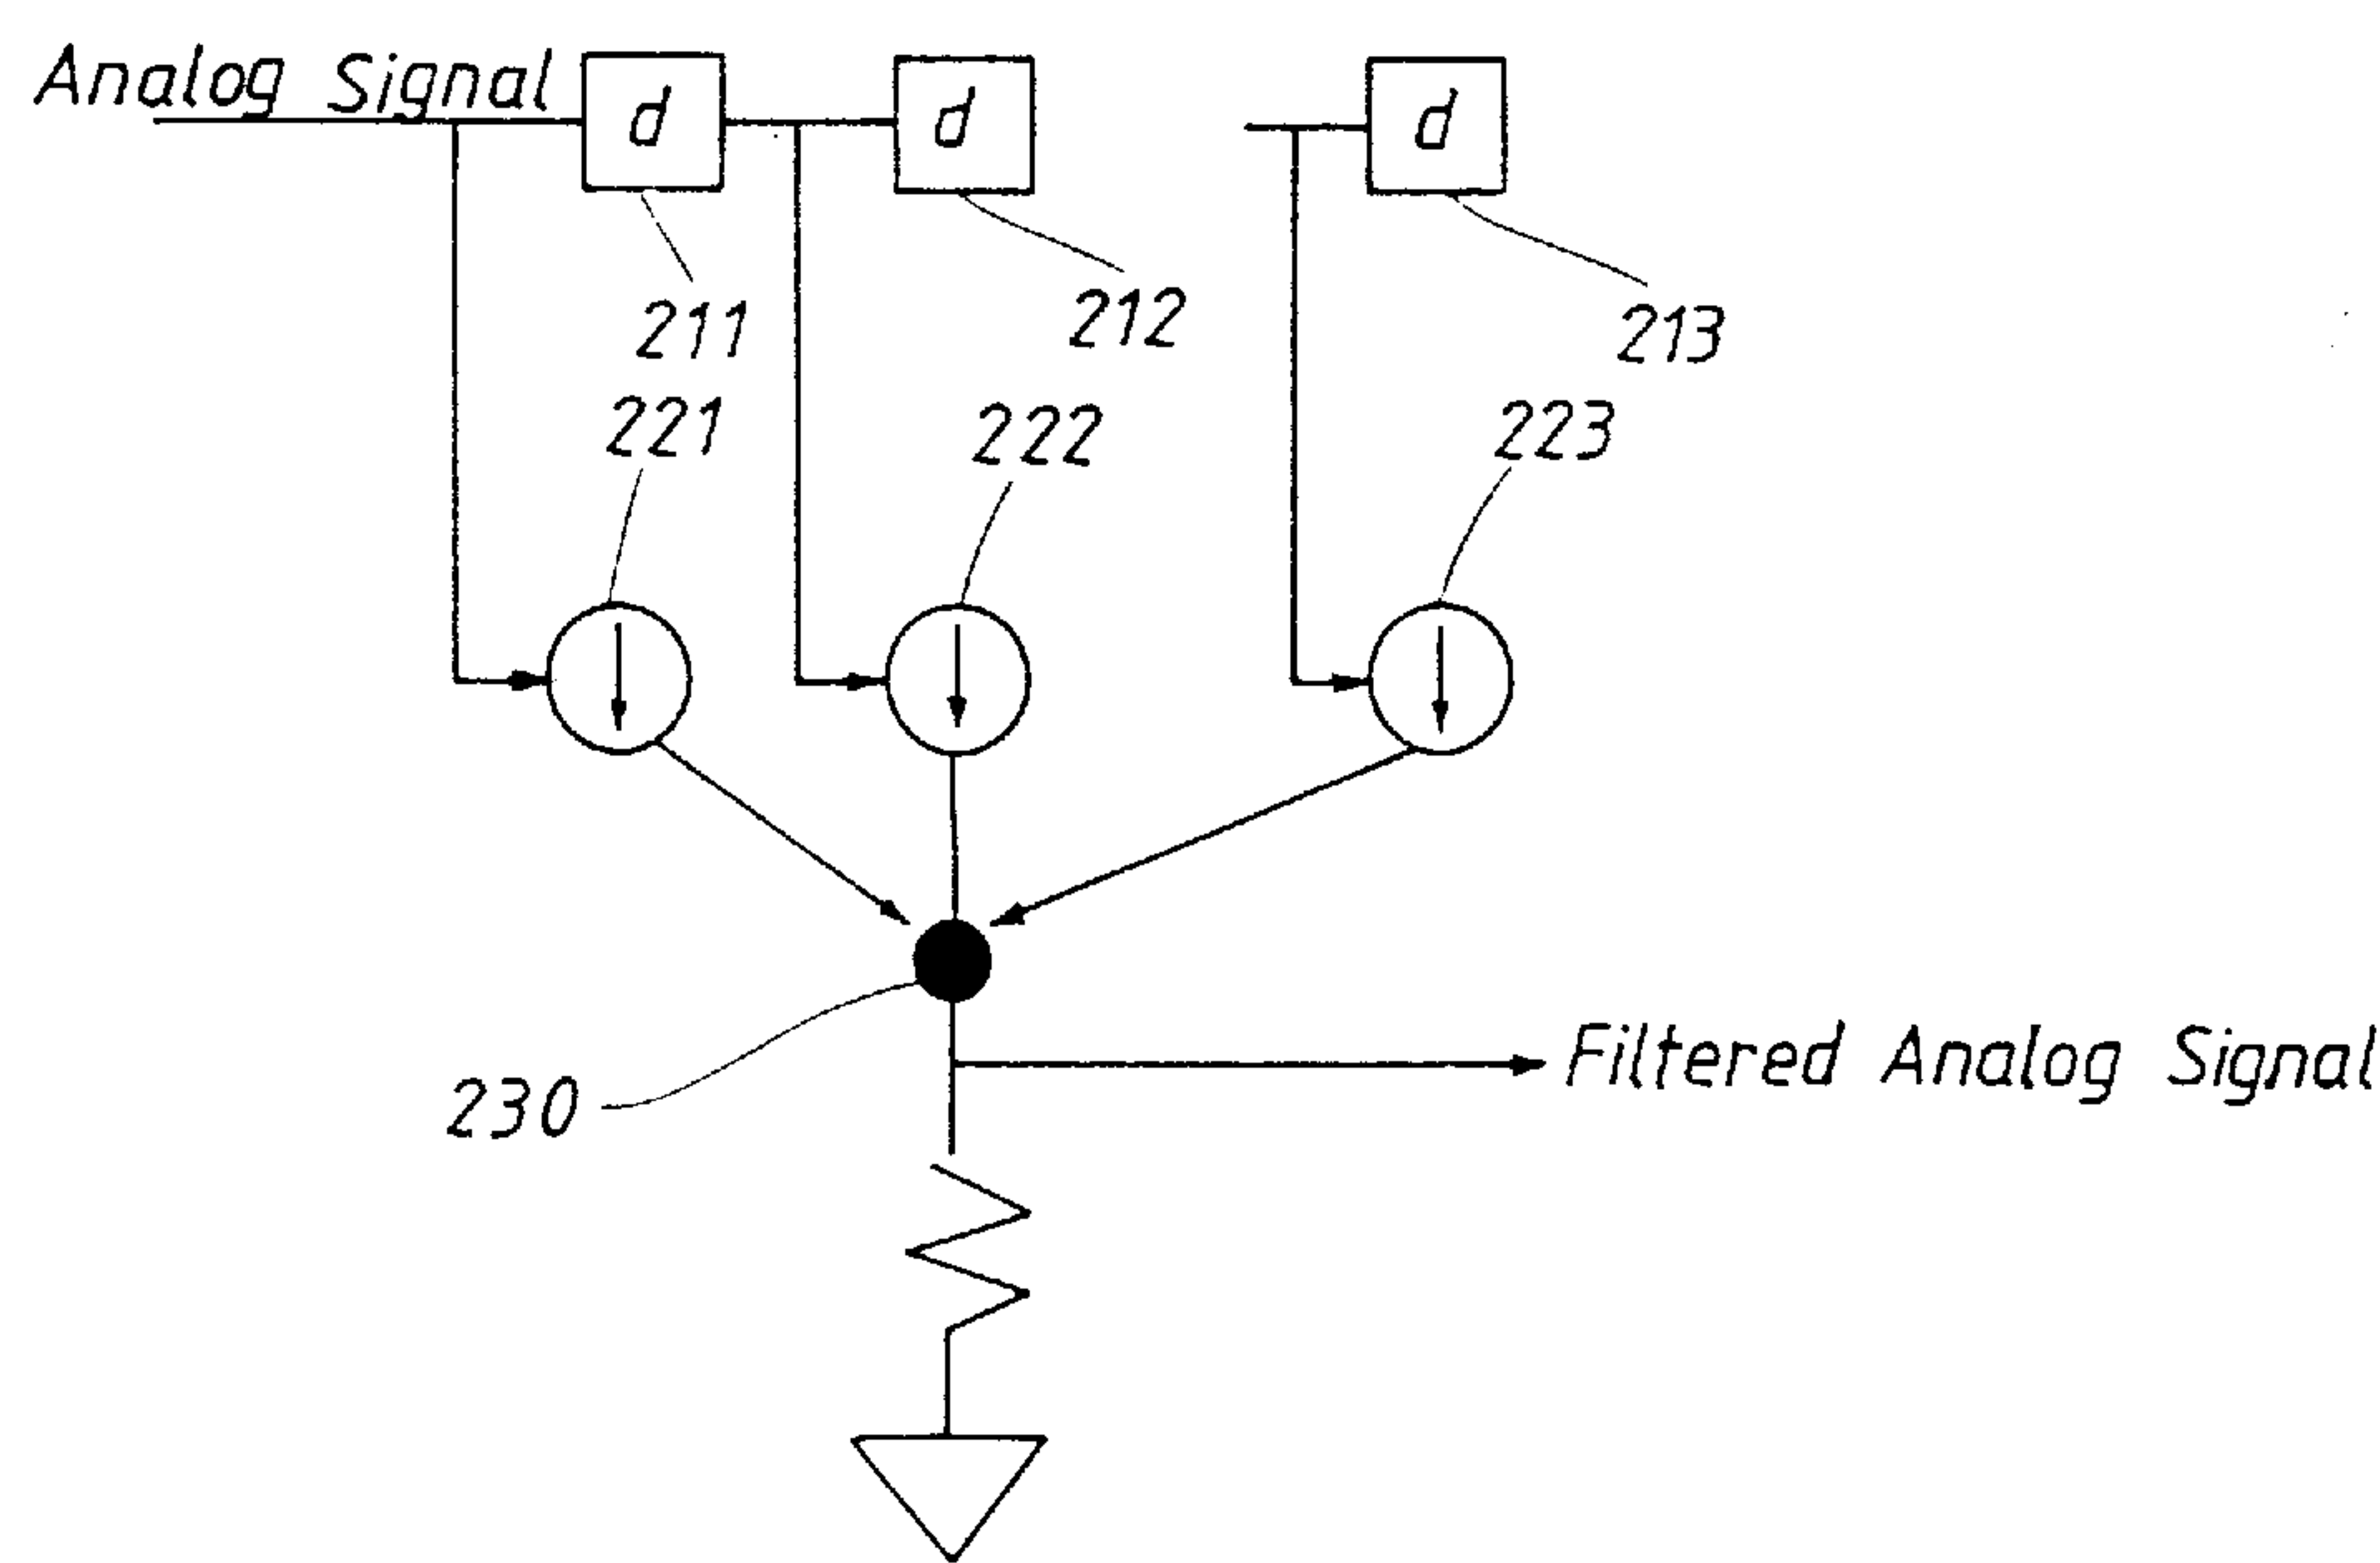 Analog Signal
d
d
d
211
212
213
221
222
223
230
Filtered Analog Signal